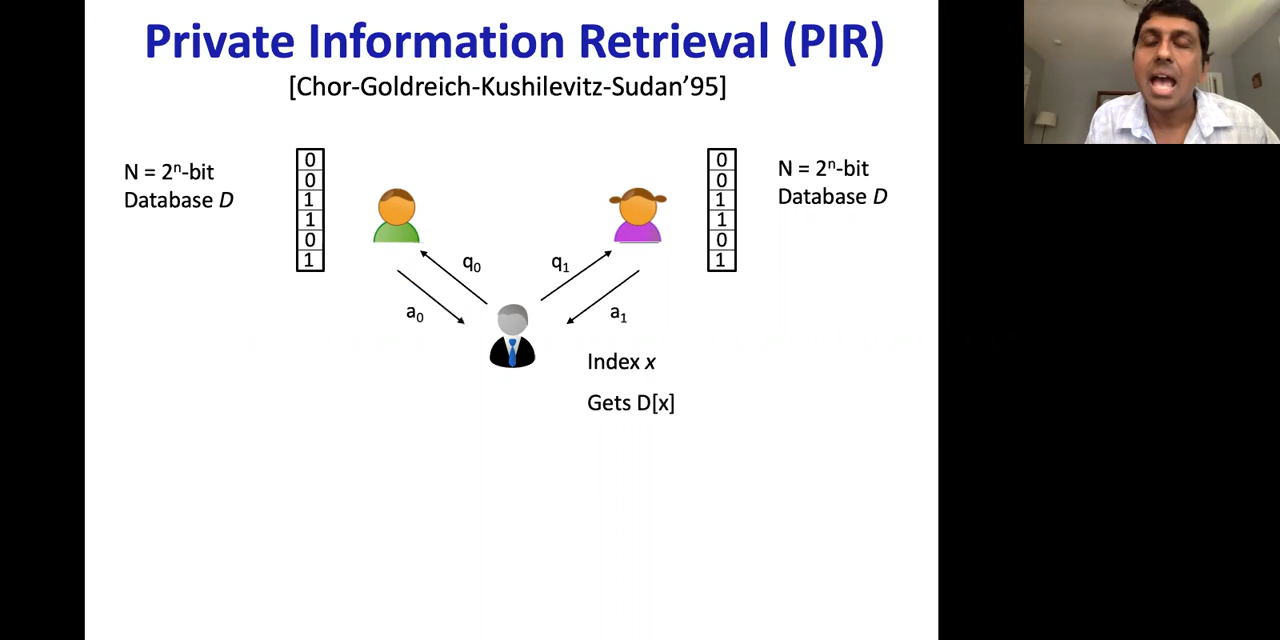 Private Information Retrieval (PIR)
[Chor-Goldreich-Kushilevitz-Sudan'95]
N = 2ⁿ-bit
Database D
0
0
1
1
0
1
q₀
a₀
q₁
a₁
0
0
1
1
0
1
N = 2ⁿ-bit
Database D
Index x
Gets D[x]